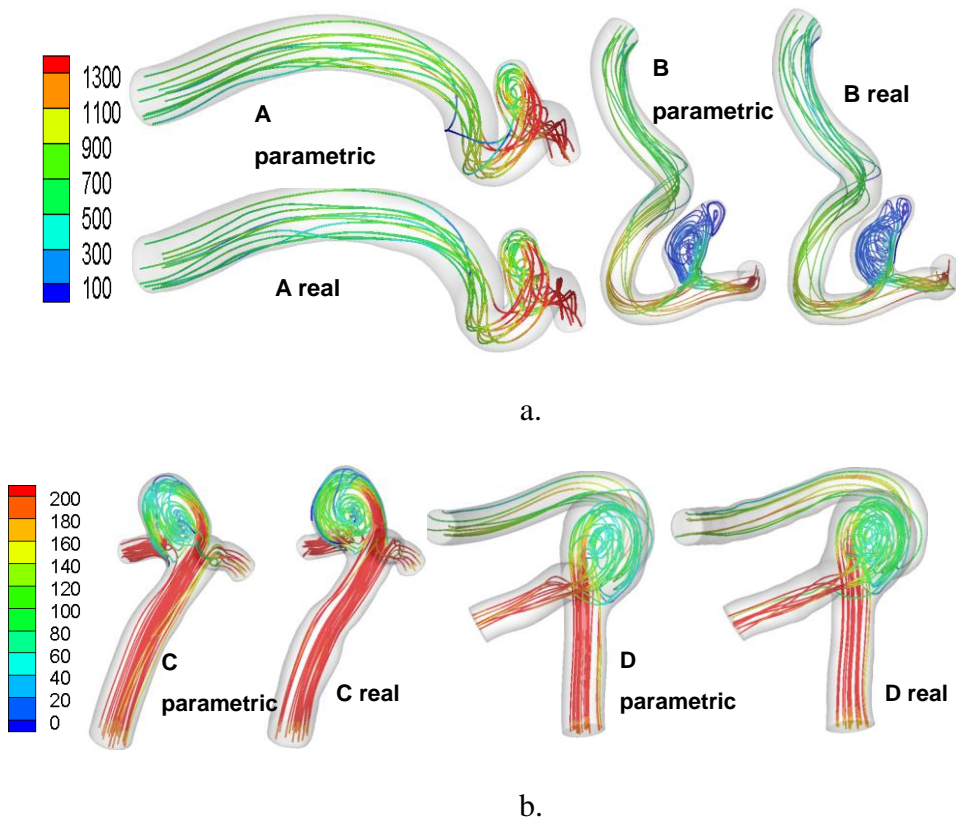 1300
1100
900
700
500
300
100
A
parametric
A real
B
parametric
B real
a.
200
180
160
140
120
100
80
60
40
20
0
C
parametric
C real
D
parametric
D real
b.